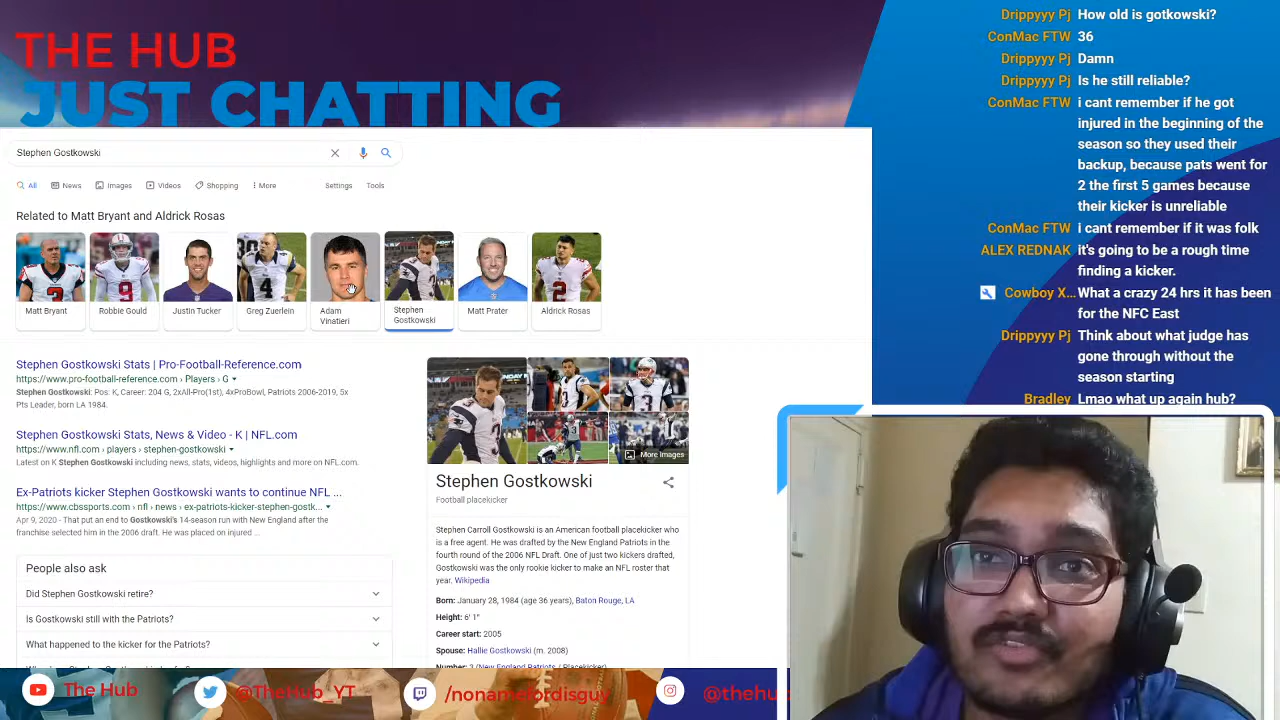 THE HUB
JUST CHATTING
Stephen Gostkowski
All
News
Images
Videos
Shopping
More
Settings
Tools
Related to Matt Bryant and Aldrick Rosas
Matt Bryant
Robbie Gould
Justin Tucker
Greg Zuerlein
Adam
Vinatieri
Stephen
Gostkowski
Matt Prater
Aldrick Rosas
Stephen Gostkowski Stats | Pro-Football-Reference.com
https://www.pro-football-reference.com › Players › G
Stephen Gostkowski: Pos: K, Career: 204 G, 2xAll-Pro(1st), 4xProBowl, Patriots 2006-2019, 5x
Pts Leader, born LA 1984.
Stephen Gostkowski Stats, News & Video - K | NFL.com
https://www.nfl.com › players › stephen-gostkowski
Latest on K Stephen Gostkowski including news, stats, videos, highlights and more on NFL.com.
Ex-Patriots kicker Stephen Gostkowski wants to continue NFL ...
https://www.cbssports.com › nfl › news › ex-patriots-kicker-stephen-gostk...
Apr 9, 2020 - That put an end to Gostkowski's 14-season run with New England after the
franchise selected him in the 2006 draft. He was placed on injured ...
People also ask
Did Stephen Gostkowski retire?
Is Gostkowski still with the Patriots?
What happened to the kicker for the Patriots?
More Images
Stephen Gostkowski
Football placekicker
Stephen Carroll Gostkowski is an American football placekicker who
is a free agent. He was drafted by the New England Patriots in the
fourth round of the 2006 NFL Draft. One of just two kickers drafted,
Gostkowski was the only rookie kicker to make an NFL roster that
year. Wikipedia
Born: January 28, 1984 (age 36 years), Baton Rouge, LA
Height: 6′ 1″
Career start: 2005
Spouse: Hallie Gostkowski (m. 2008)
Number: 3 (New England Patriots / Placekicker)
Drippyyy Pj How old is gotkowski?
ConMac FTW 36
Drippyyy Pj Damn
Drippyyy Pj Is he still reliable?
ConMac FTW i cant remember if he got
injured in the beginning of the
season so they used their
backup, because pats went for
2 the first 5 games because
their kicker is unreliable
ConMac FTW i cant remember if it was folk
ALEX REDNAK it's going to be a rough time
finding a kicker.
Cowboy X... What a crazy 24 hrs it has been
for the NFC East
Drippyyy Pj Think about what judge has
gone through without the
season starting
Bradley Lmao what up again hub?
The Hub
@TheHub_YT
/nonamefordisguy
@thehub